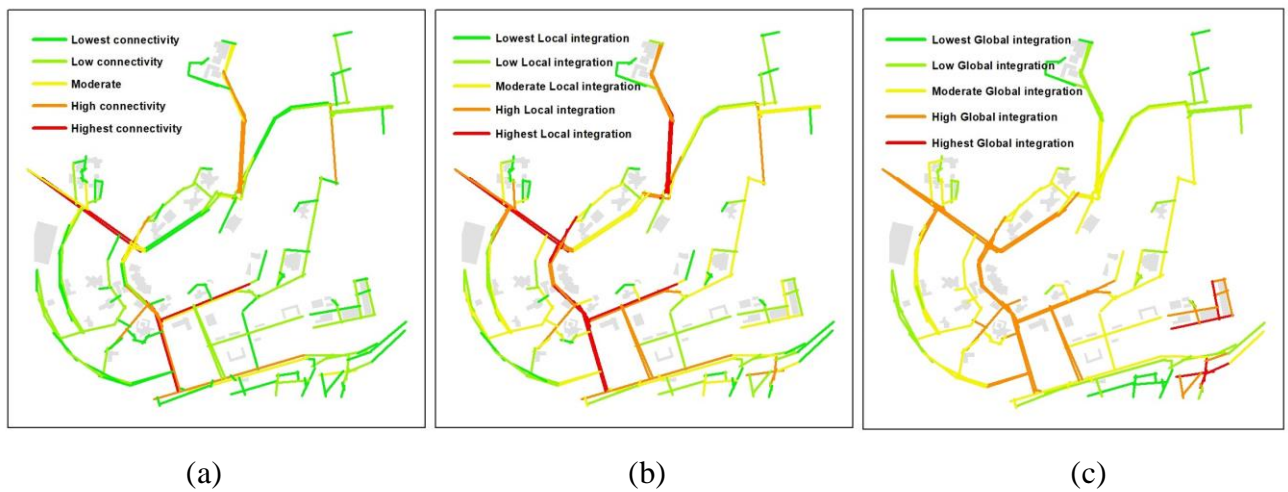 Lowest connectivity
Low connectivity
Moderate
High connectivity
Highest connectivity
Lowest Local integration
Low Local integration
Moderate Local integration
High Local integration
Highest Local integration
Lowest Global integration
Low Global integration
Moderate Global integration
High Global integration
Highest Global integration
(a)
(b)
(c)